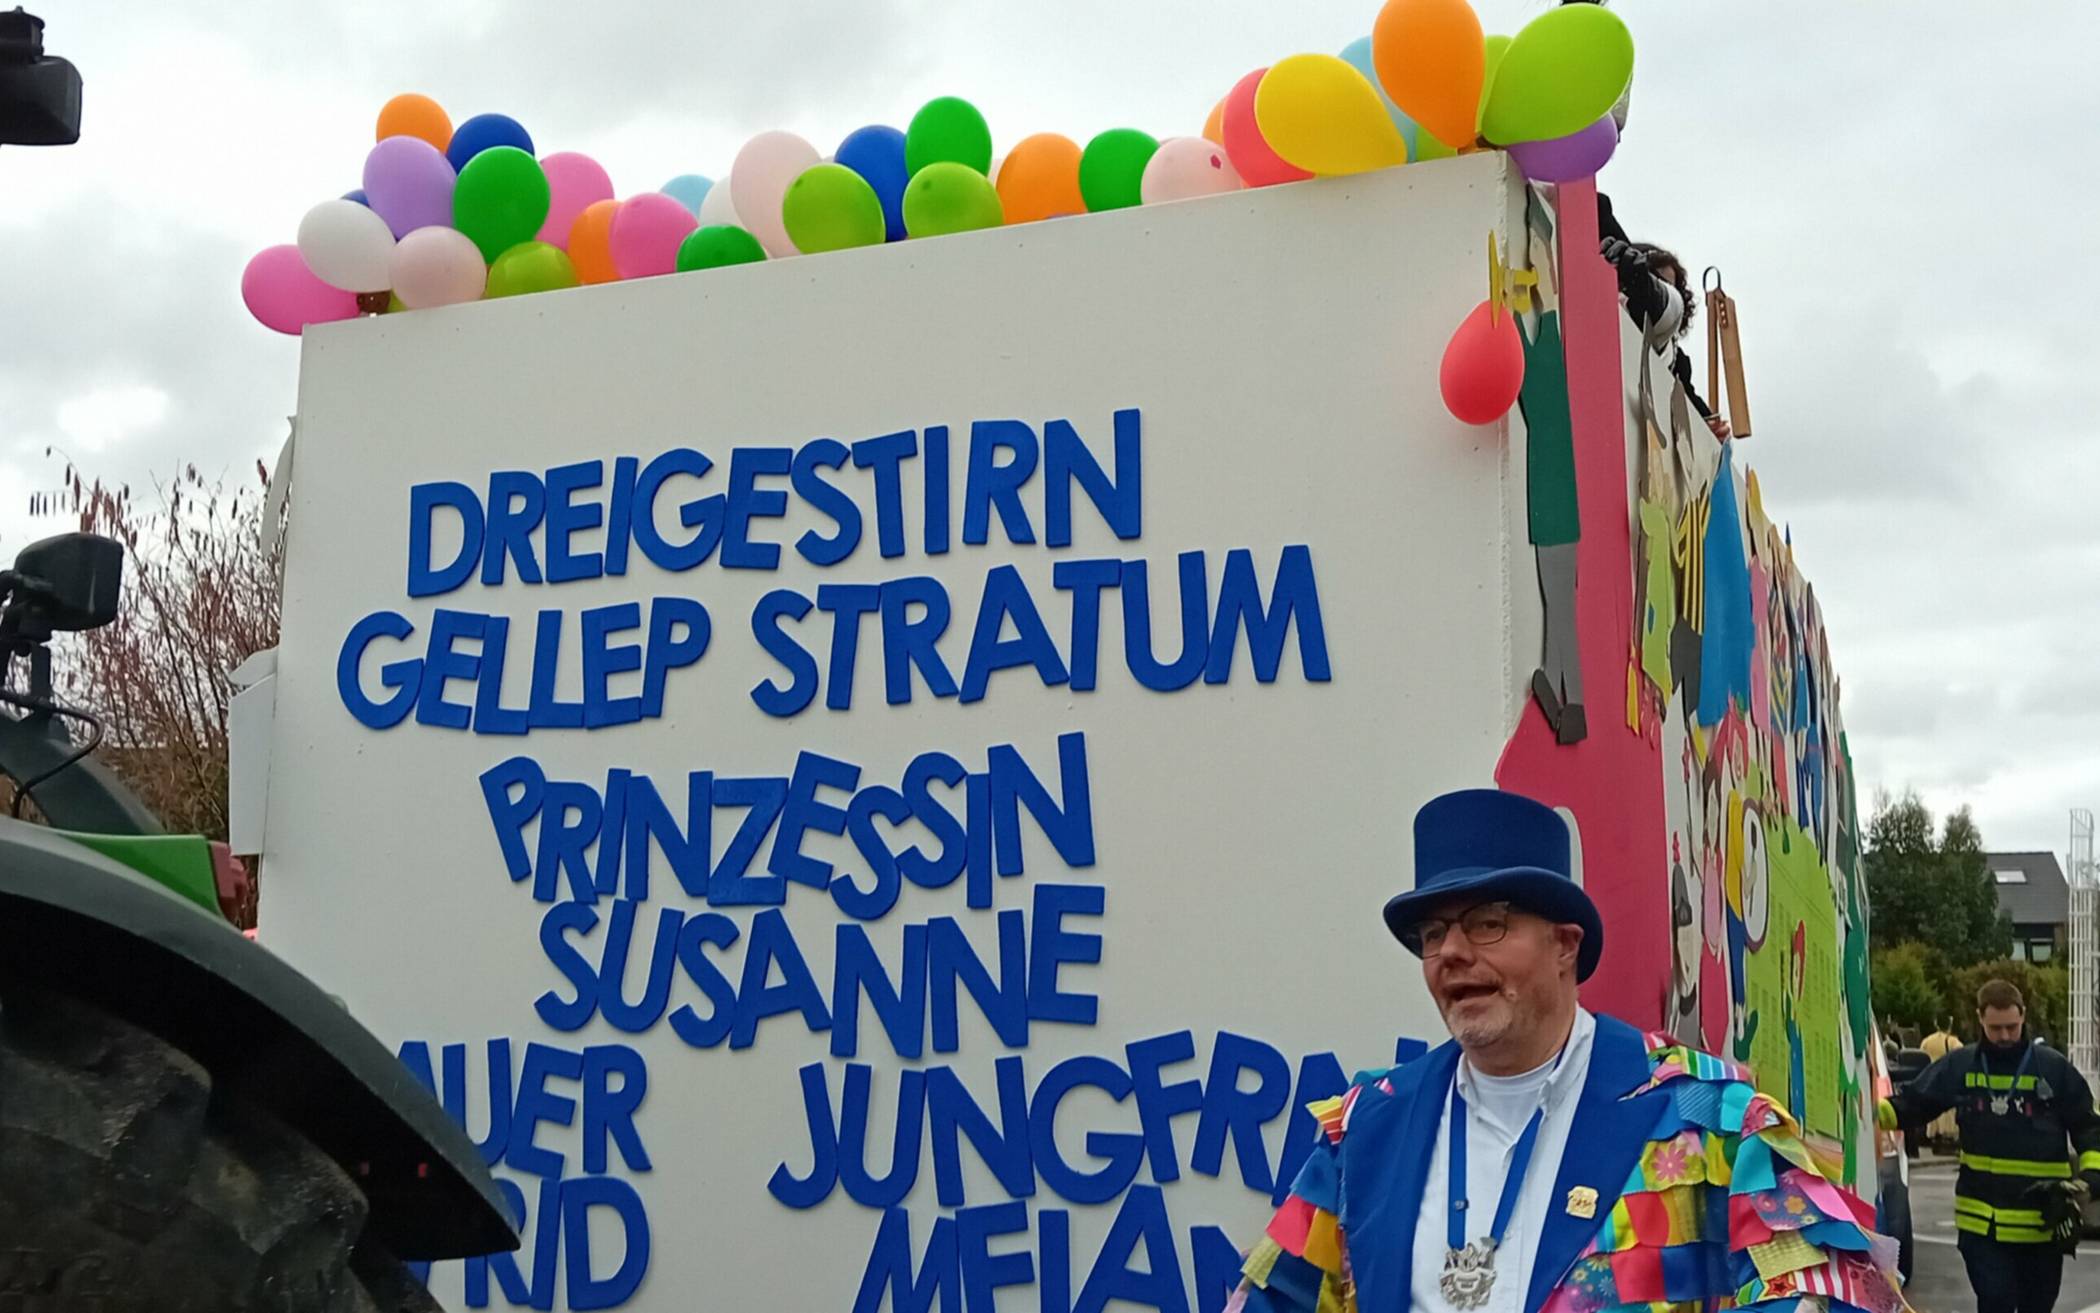 DREIGESTIRN
GELLEP STRATUM
PRINZESSIN
SUSANNE
JUNGFRAU